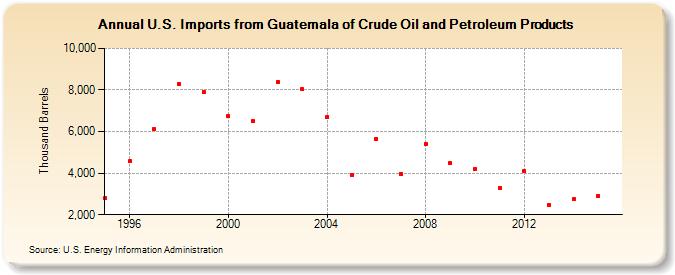 Annual U.S. Imports from Guatemala of Crude Oil and Petroleum Products
Thousand Barrels
10,000
8,000
6,000
4,000
2,000
1996 2000 2004 2008 2012
Source: U.S. Energy Information Administration